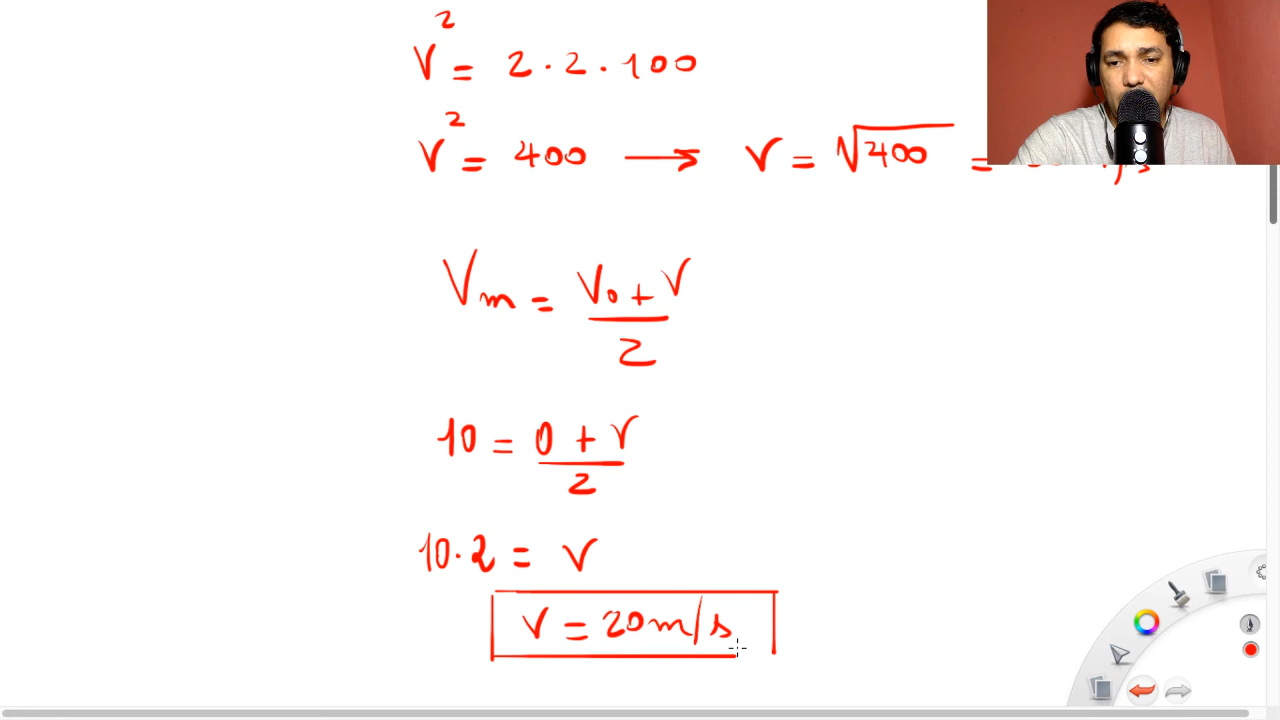 V² = 2 · 2 · 100
V² = 400 → V = √400 =
Vm = V₀ + V / 2
10 = 0 + V / 2
10 · 2 = V
V = 20 m/s